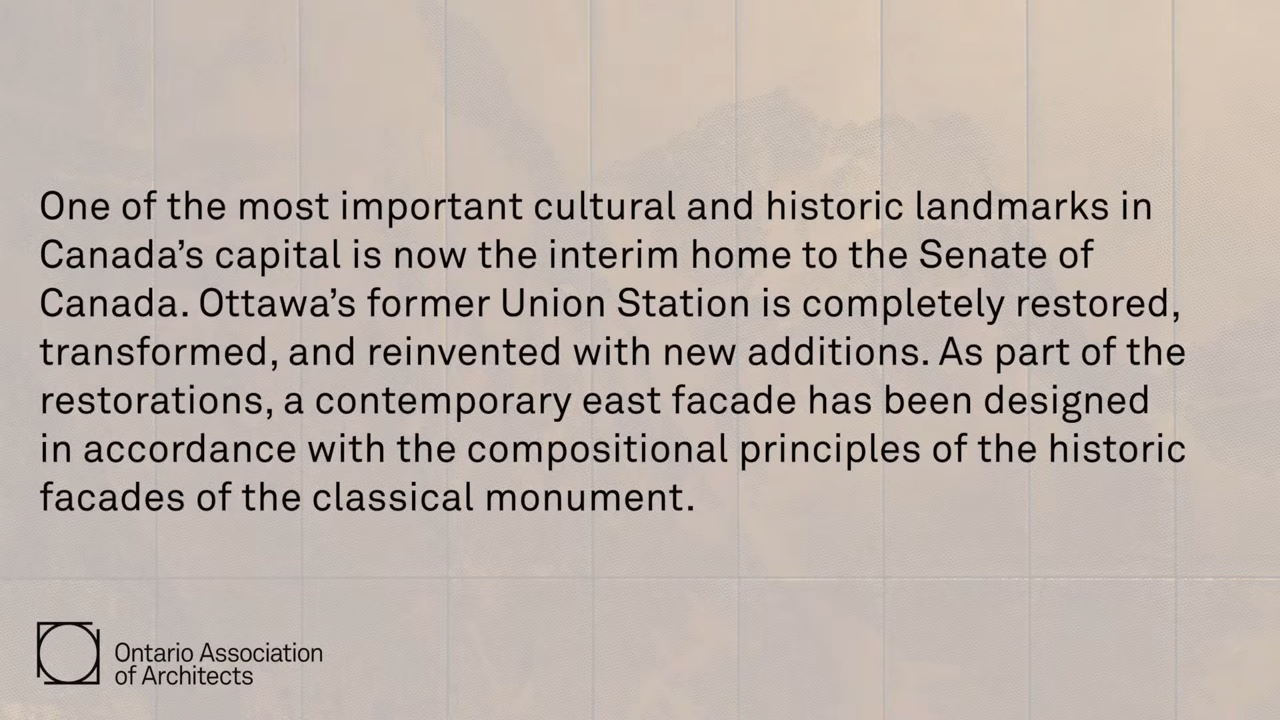 One of the most important cultural and historic landmarks in
Canada’s capital is now the interim home to the Senate of
Canada. Ottawa’s former Union Station is completely restored,
transformed, and reinvented with new additions. As part of the
restorations, a contemporary east facade has been designed
in accordance with the compositional principles of the historic
facades of the classical monument.
Ontario Association
of Architects